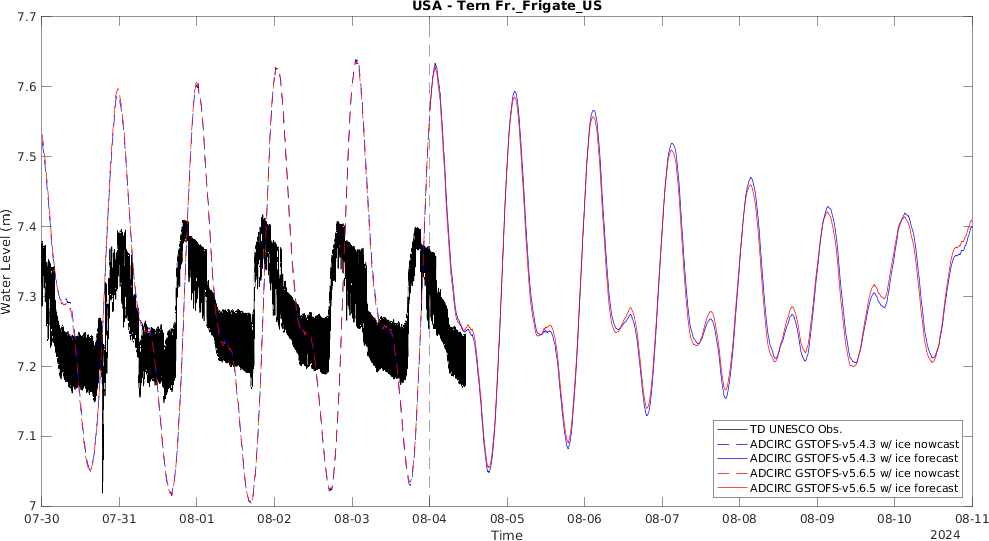 USA - Tern Fr._Frigate_US
7.7
7.6
7.5
7.4
7.3
7.2
7.1
7
Water Level (m)
TD UNESCO Obs.
ADCIRC GSTOFS-v5.4.3 w/ ice nowcast
ADCIRC GSTOFS-v5.4.3 w/ ice forecast
ADCIRC GSTOFS-v5.6.5 w/ ice nowcast
ADCIRC GSTOFS-v5.6.5 w/ ice forecast
07-30 07-31 08-01 08-02 08-03 08-04 08-05 08-06 08-07 08-08 08-09 08-10 08-11
Time
2024